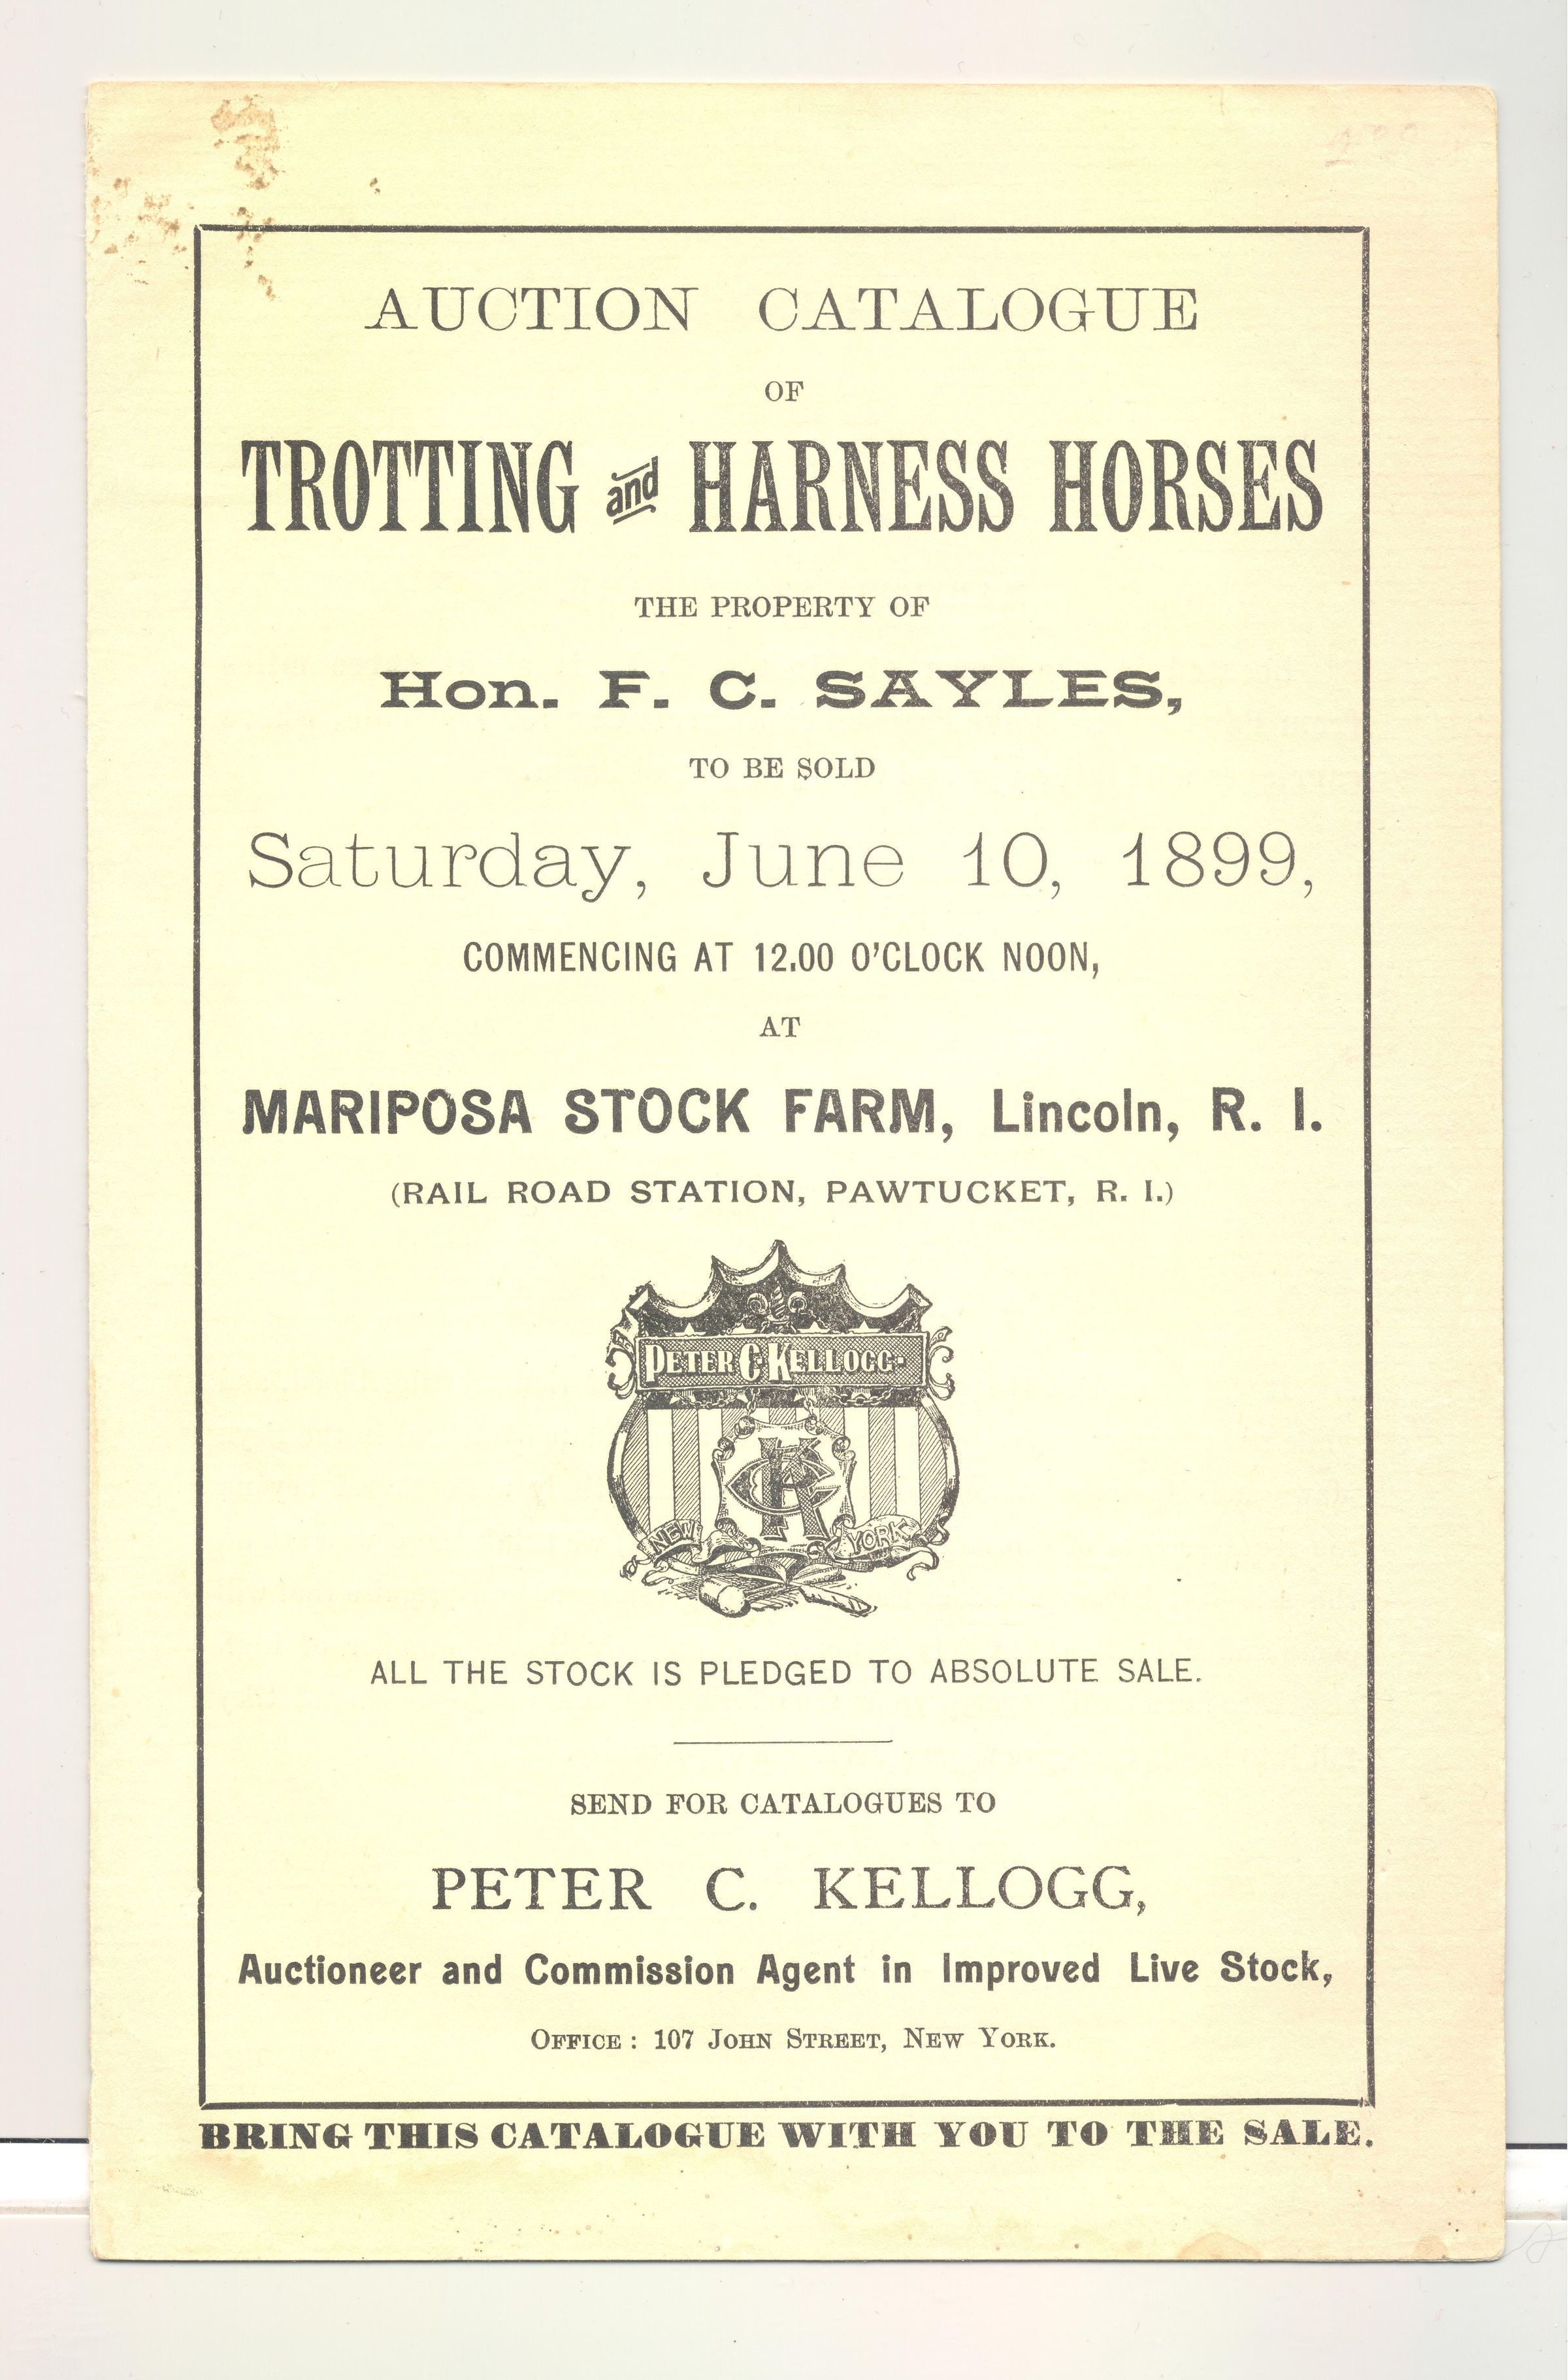 AUCTION CATALOGUE
OF
TROTTING and HARNESS HORSES
THE PROPERTY OF
Hon. F. C. SAYLES,
TO BE SOLD
Saturday, June 10, 1899,
COMMENCING AT 12.00 O'CLOCK NOON,
AT
MARIPOSA STOCK FARM, Lincoln, R. I.
(RAIL ROAD STATION, PAWTUCKET, R. I.)
PETER C. KELLOGG.
PCK
NEW YORK
ALL THE STOCK IS PLEDGED TO ABSOLUTE SALE.
SEND FOR CATALOGUES TO
PETER C. KELLOGG,
Auctioneer and Commission Agent in Improved Live Stock,
OFFICE: 107 JOHN STREET, NEW YORK.
BRING THIS CATALOGUE WITH YOU TO THE SALE.